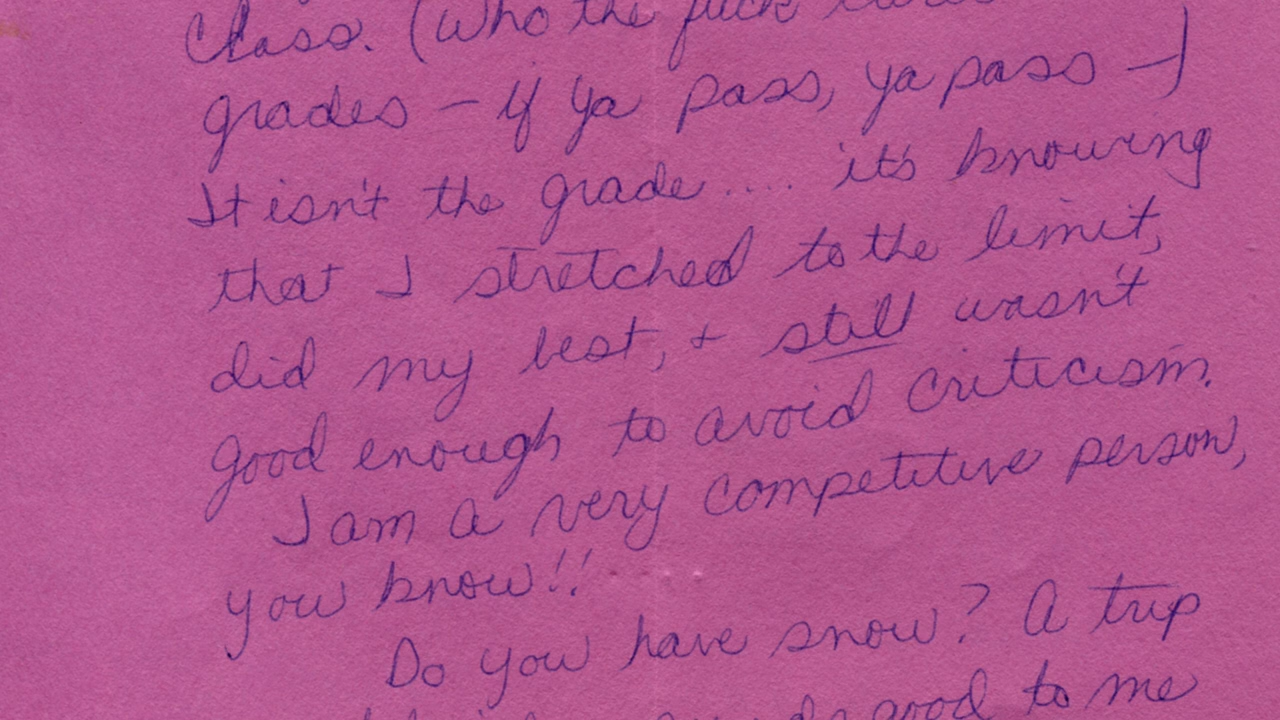 Class. (Who the fuck cares
grades – if ya pass, ya pass –)
It isn't the grade..... it's knowing
that I stretched to the limit,
did my best, + still wasn't
good enough to avoid criticism.
I am a very competitive person,
you know!!
Do you have snow? A trip
good to me